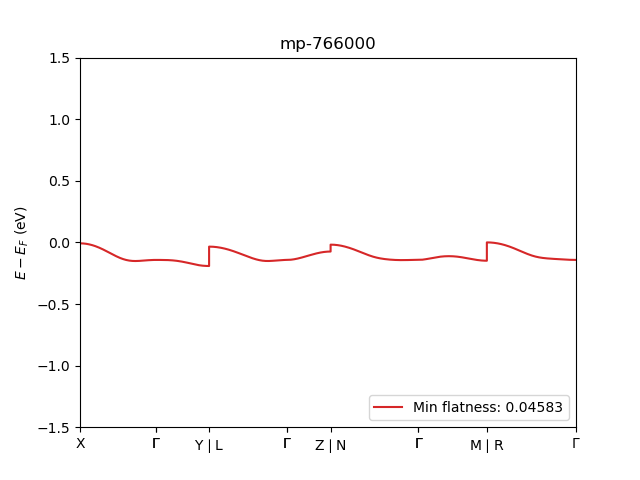 mp-766000
1.5
1.0
0.5
0.0
−0.5
−1.0
−1.5
E − E_F (eV)
Min flatness: 0.04583
X Γ Y | L Γ Z | N Γ M | R Γ